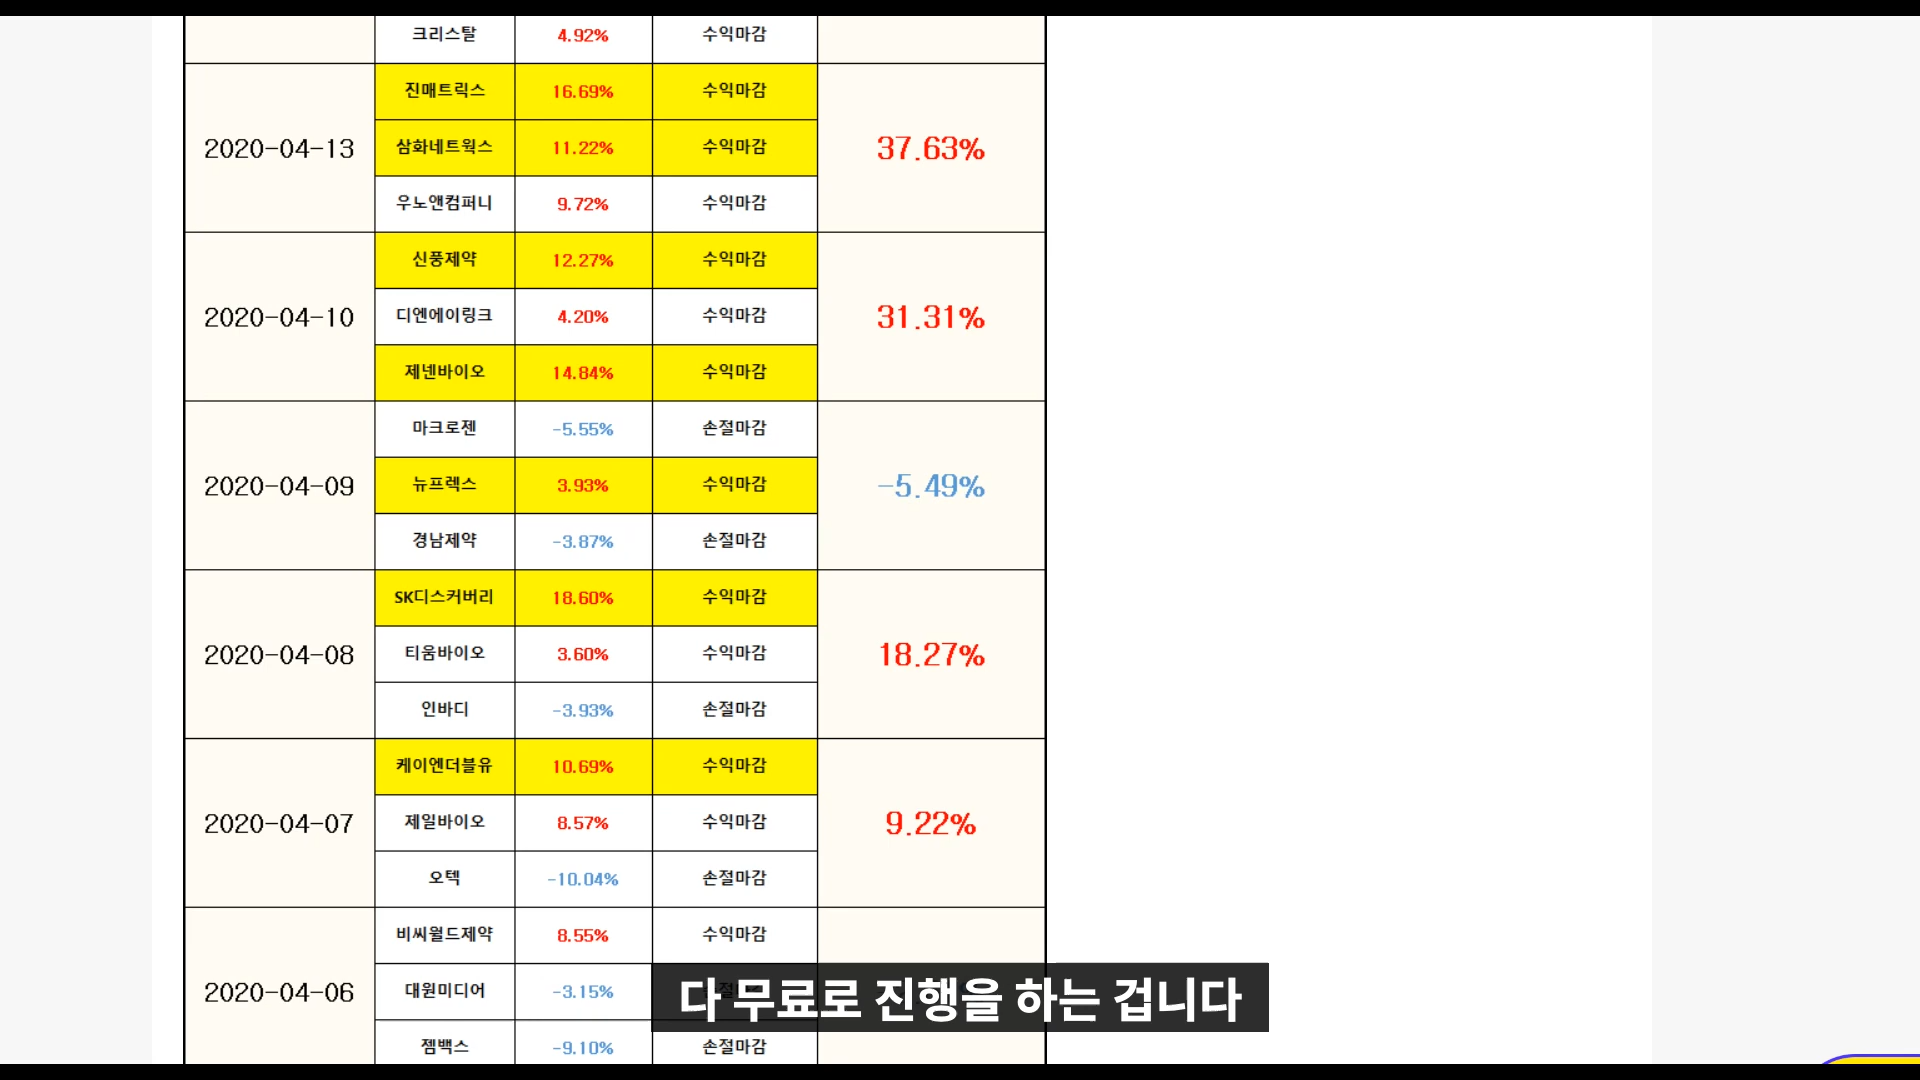 크리스탈 4.92% 수익마감
2020-04-13 진매트릭스 16.69% 수익마감 37.63%
삼화네트웍스 11.22% 수익마감
우노앤컴퍼니 9.72% 수익마감
2020-04-10 신풍제약 12.27% 수익마감 31.31%
디엔에이링크 4.20% 수익마감
제넨바이오 14.84% 수익마감
2020-04-09 마크로젠 -5.55% 손절마감 -5.49%
뉴프렉스 3.93% 수익마감
경남제약 -3.87% 손절마감
2020-04-08 SK디스커버리 18.60% 수익마감 18.27%
티움바이오 3.60% 수익마감
인바디 -3.93% 손절마감
2020-04-07 케이엔더블유 10.69% 수익마감 9.22%
제일바이오 8.57% 수익마감
오텍 -10.04% 손절마감
2020-04-06 비씨월드제약 8.55% 수익마감
대원미디어 -3.15%
젬백스 -9.10% 손절마감
다 무료로 진행을 하는 겁니다